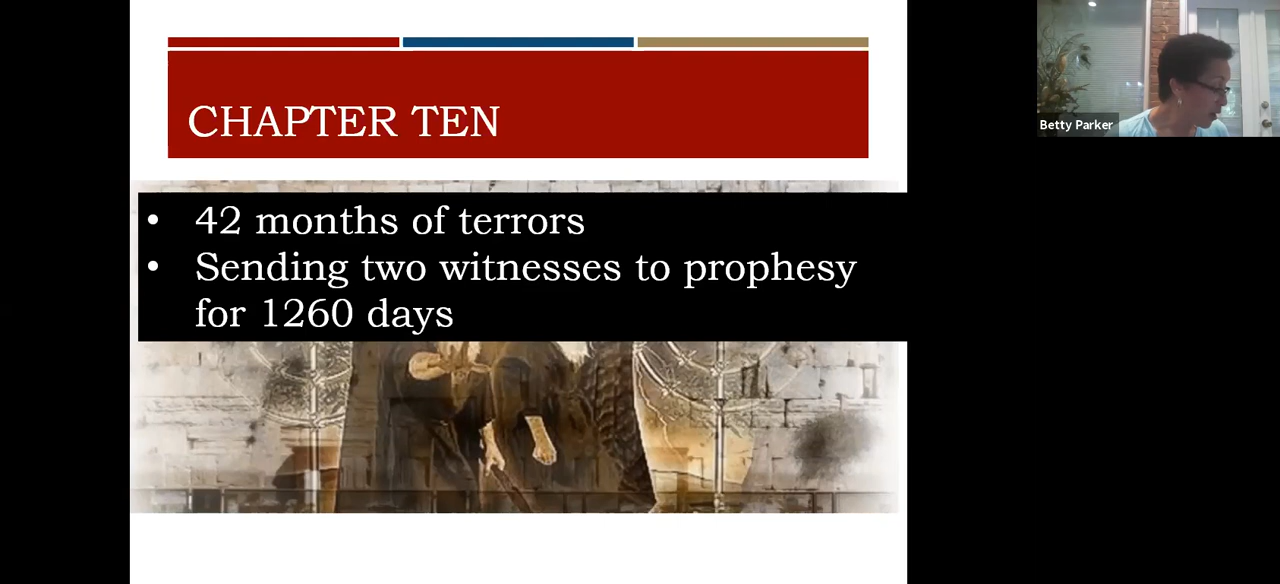 CHAPTER TEN
• 42 months of terrors
• Sending two witnesses to prophesy
for 1260 days
Betty Parker